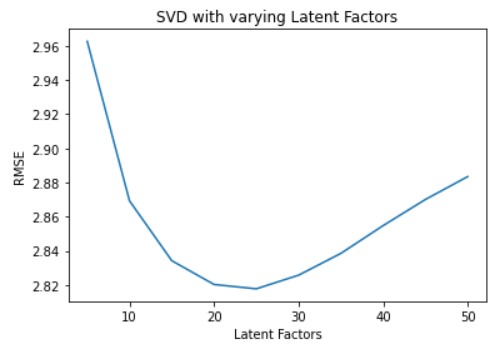 SVD with varying Latent Factors
RMSE
2.96
2.94
2.92
2.90
2.88
2.86
2.84
2.82
10 20 30 40 50
Latent Factors